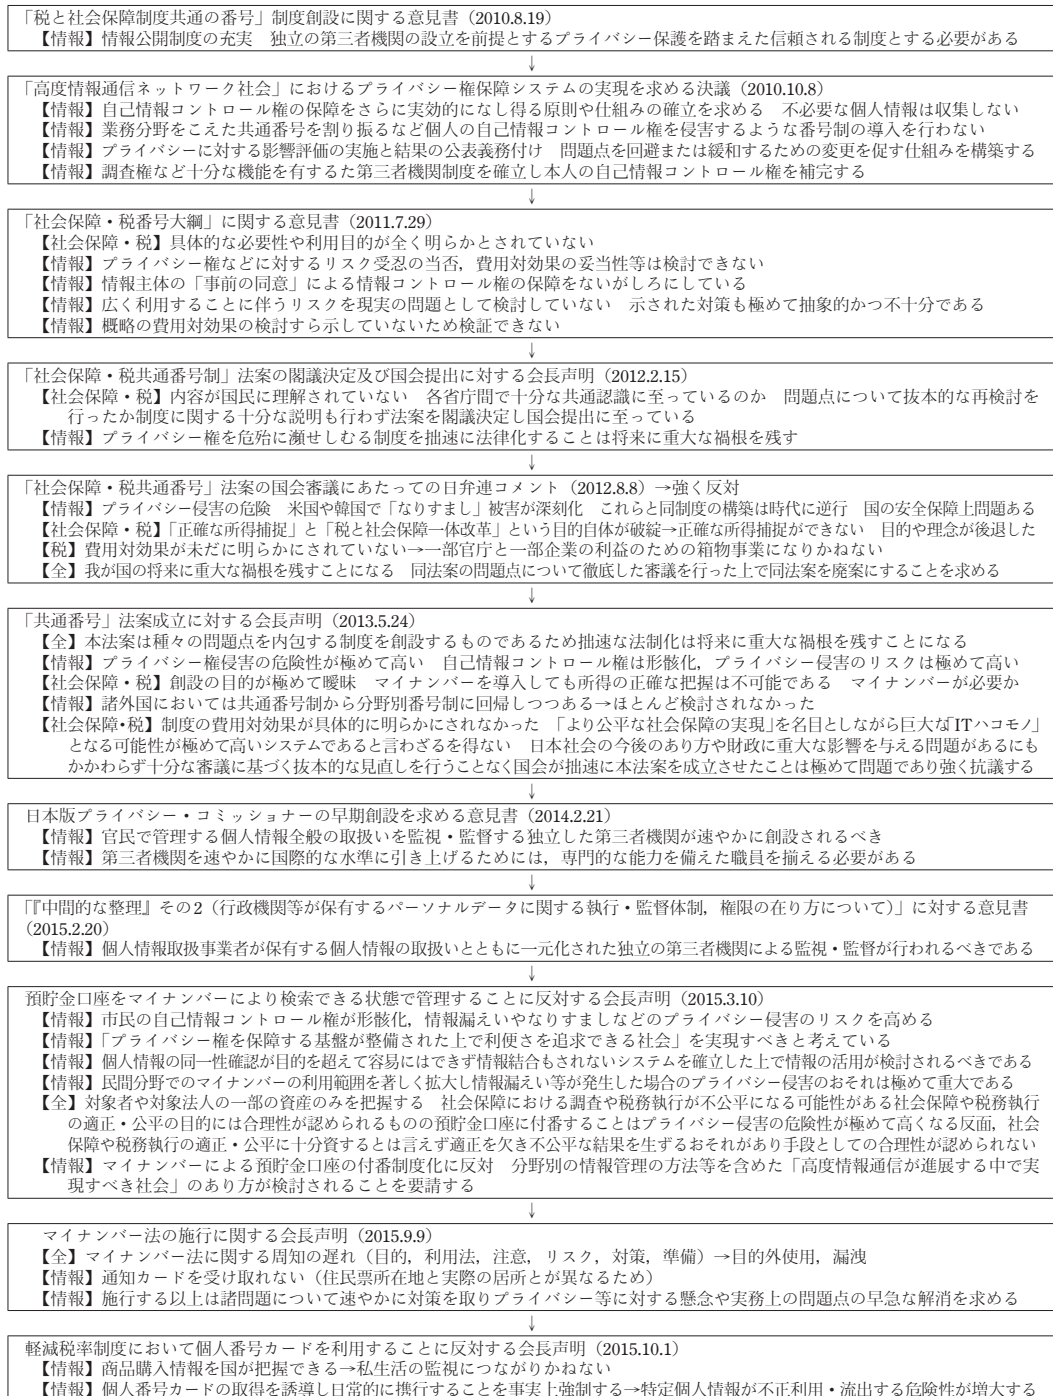 「税と社会保障制度共通の番号」制度創設に関する意見書（2010.8.19）
【情報】情報公開制度の充実　独立の第三者機関の設立を前提とするプライバシー保護を踏まえた信頼される制度とする必要がある
↓
「高度情報通信ネットワーク社会」におけるプライバシー権保障システムの実現を求める決議（2010.10.8）
【情報】自己情報コントロール権の保障をさらに実効的になし得る原則や仕組みの確立を求める　不必要な個人情報は収集しない
【情報】業務分野をこえた共通番号を割り振るなど個人の自己情報コントロール権を侵害するような番号制の導入を行わない
【情報】プライバシーに対する影響評価の実施と結果の公表義務付け　問題点を回避または緩和するための変更を促す仕組みを構築する
【情報】調査権など十分な機能を有するた第三者機関制度を確立し本人の自己情報コントロール権を補完する
↓
「社会保障・税番号大綱」に関する意見書（2011.7.29）
【社会保障・税】具体的な必要性や利用目的が全く明らかとされていない
【情報】プライバシー権などに対するリスク受忍の当否，費用対効果の妥当性等は検討できない
【情報】情報主体の「事前の同意」による情報コントロール権の保障をないがしろにしている
【情報】広く利用することに伴うリスクを現実の問題として検討していない　示された対策も極めて抽象的かつ不十分である
【情報】概略の費用対効果の検討すら示していないため検証できない
↓
「社会保障・税共通番号制」法案の閣議決定及び国会提出に対する会長声明（2012.2.15）
【社会保障・税】内容が国民に理解されていない　各省庁間で十分な共通認識に至っているのか　問題点について抜本的な再検討を
行ったか制度に関する十分な説明も行わず法案を閣議決定し国会提出に至っている
【情報】プライバシー権を危殆に瀕せしむる制度を拙速に法律化することは将来に重大な禍根を残す
↓
「社会保障・税共通番号」法案の国会審議にあたっての日弁連コメント（2012.8.8）→強く反対
【情報】プライバシー侵害の危険　米国や韓国で「なりすまし」被害が深刻化　これらと同制度の構築は時代に逆行　国の安全保障上問題ある
【社会保障・税】「正確な所得捕捉」と「税と社会保障一体改革」という目的自体が破綻→正確な所得捕捉ができない　目的や理念が後退した
【税】費用対効果が未だに明らかにされていない→一部官庁と一部企業の利益のための箱物事業になりかねない
【全】我が国の将来に重大な禍根を残すことになる　同法案の問題点について徹底した審議を行った上で同法案を廃案にすることを求める
↓
「共通番号」法案成立に対する会長声明（2013.5.24）
【全】本法案は種々の問題点を内包する制度を創設するものであるため拙速な法制化は将来に重大な禍根を残すことになる
【情報】プライバシー権侵害の危険性が極めて高い　自己情報コントロール権は形骸化，プライバシー侵害のリスクは極めて高い
【社会保障・税】創設の目的が極めて曖昧　マイナンバーを導入しても所得の正確な把握は不可能である　マイナンバーが必要か
【情報】諸外国においては共通番号制から分野別番号制に回帰しつつある→ほとんど検討されなかった
【社会保障・税】制度の費用対効果が具体的に明らかにされなかった　「より公平な社会保障の実現」を名目としながら巨大な「ITハコモノ」
となる可能性が極めて高いシステムであると言わざるを得ない　日本社会の今後のあり方や財政に重大な影響を与える問題があるにも
かかわらず十分な審議に基づく抜本的な見直しを行うことなく国会が拙速に本法案を成立させたことは極めて問題であり強く抗議する
↓
日本版プライバシー・コミッショナーの早期創設を求める意見書（2014.2.21）
【情報】官民で管理する個人情報全般の取扱いを監視・監督する独立した第三者機関が速やかに創設されるべき
【情報】第三者機関を速やかに国際的な水準に引き上げるためには，専門的な能力を備えた職員を揃える必要がある
↓
「『中間的な整理』その2（行政機関等が保有するパーソナルデータに関する執行・監督体制，権限の在り方について）」に対する意見書
（2015.2.20）
【情報】個人情報取扱事業者が保有する個人情報の取扱いとともに一元化された独立の第三者機関による監視・監督が行われるべきである
↓
預貯金口座をマイナンバーにより検索できる状態で管理することに反対する会長声明（2015.3.10）
【情報】市民の自己情報コントロール権が形骸化，情報漏えいやなりすましなどのプライバシー侵害のリスクを高める
【情報】「プライバシー権を保障する基盤が整備された上で利便さを追求できる社会」を実現すべきと考えている
【情報】個人情報の同一性確認が目的を超えて容易にはできず情報結合もされないシステムを確立した上で情報の活用が検討されるべきである
【情報】民間分野でのマイナンバーの利用範囲を著しく拡大し情報漏えい等が発生した場合のプライバシー侵害のおそれは極めて重大である
【全】対象者や対象法人の一部の資産のみを把握する　社会保障における調査や税務執行が不公平になる可能性がある社会保障や税務執行
の適正・公平の目的には合理性が認められるものの預貯金口座に付番することはプライバシー侵害の危険性が極めて高くなる反面，社会
保障や税務執行の適正・公平に十分資するとは言えず適正を欠き不公平な結果を生ずるおそれがあり手段としての合理性が認められない
【情報】マイナンバーによる預貯金口座の付番制度化に反対　分野別の情報管理の方法等を含めた「高度情報通信が進展する中で実
現すべき社会」のあり方が検討されることを要請する
↓
マイナンバー法の施行に関する会長声明（2015.9.9）
【全】マイナンバー法に関する周知の遅れ（目的，利用法，注意，リスク，対策，準備）→目的外使用，漏洩
【情報】通知カードを受け取れない（住民票所在地と実際の居所とが異なるため）
【情報】施行する以上は諸問題について速やかに対策を取りプライバシー等に対する懸念や実務上の問題点の早急な解消を求める
↓
軽減税率制度において個人番号カードを利用することに反対する会長声明（2015.10.1）
【情報】商品購入情報を国が把握できる→私生活の監視につながりかねない
【情報】個人番号カードの取得を誘導し日常的に携行することを事実上強制する→特定個人情報が不正利用・流出する危険性が増大する